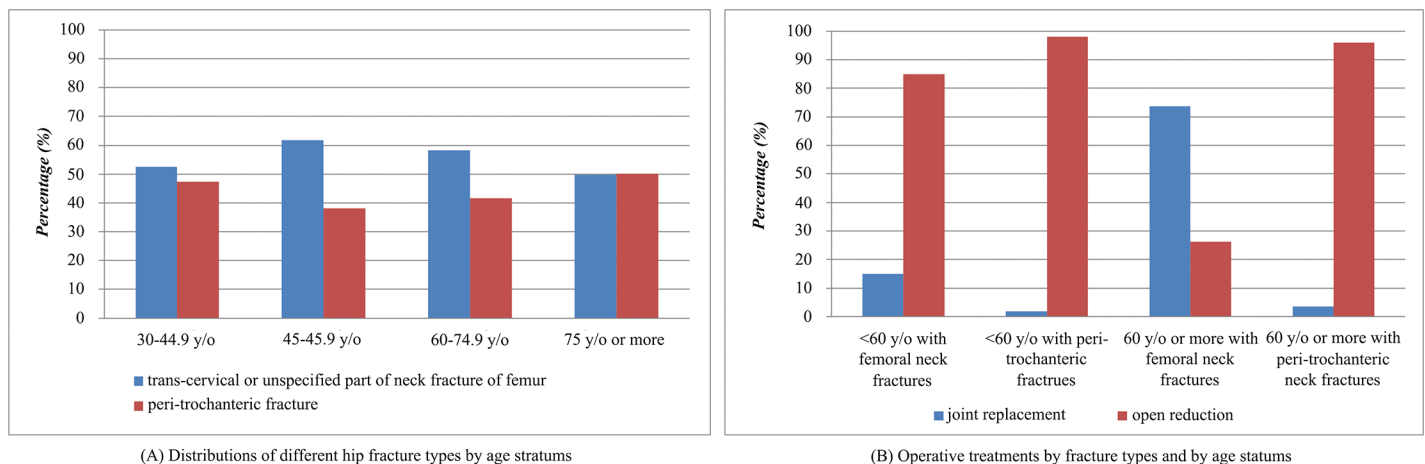 100
90
80
70
60
50
40
30
20
10
0
Percentage (%)
30-44.9 y/o
45-45.9 y/o
60-74.9 y/o
75 y/o or more
trans-cervical or unspecified part of neck fracture of femur
peri-trochanteric fracture
(A) Distributions of different hip fracture types by age stratums
100
90
80
70
60
50
40
30
20
10
0
Percentage (%)
<60 y/o with
femoral neck
fractures
<60 y/o with peri-
trochanteric
fractrues
60 y/o or more with
femoral neck
fractures
60 y/o or more with
peri-trochanteric
neck fractures
joint replacement
open reduction
(B) Operative treatments by fracture types and by age statums